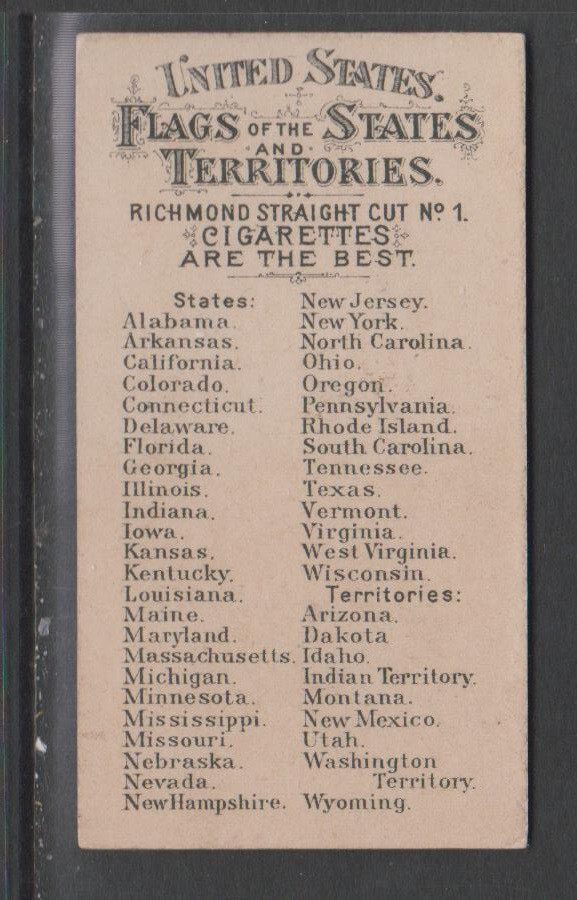 UNITED STATES.
FLAGS OF THE STATES
AND
TERRITORIES.
RICHMOND STRAIGHT CUT Nº 1.
CIGARETTES
ARE THE BEST.
States:
Alabama.
Arkansas.
California.
Colorado.
Connecticut.
Delaware.
Florida.
Georgia.
Illinois.
Indiana.
Iowa.
Kansas.
Kentucky.
Louisiana.
Maine.
Maryland.
Massachusetts.
Michigan.
Minnesota.
Mississippi.
Missouri.
Nebraska.
Nevada.
New Hampshire.
New Jersey.
New York.
North Carolina.
Ohio.
Oregon.
Pennsylvania.
Rhode Island.
South Carolina.
Tennessee.
Texas.
Vermont.
Virginia.
West Virginia.
Wisconsin.
Territories:
Arizona.
Dakota
Idaho.
Indian Territory.
Montana.
New Mexico.
Utah.
Washington
Territory.
Wyoming.